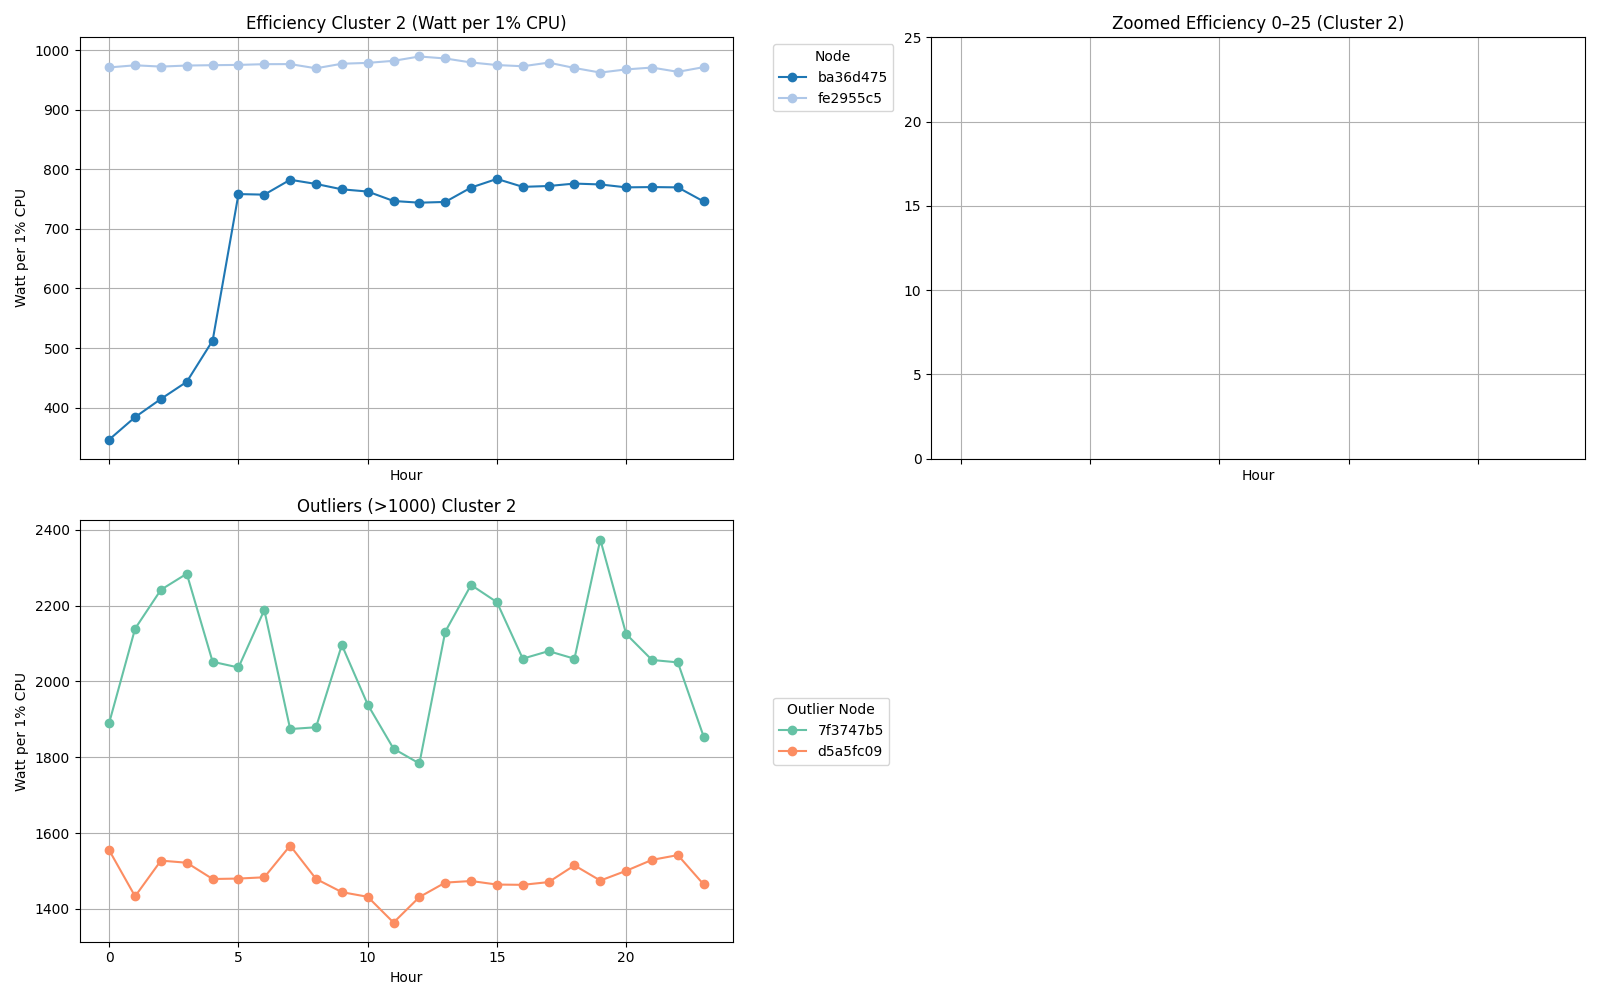 Efficiency Cluster 2 (Watt per 1% CPU)
Watt per 1% CPU
1000
900
800
700
600
500
400
Hour
Node
ba36d475
fe2955c5
Zoomed Efficiency 0–25 (Cluster 2)
25
20
15
10
5
0
Hour
Outliers (>1000) Cluster 2
Watt per 1% CPU
2400
2200
2000
1800
1600
1400
0 5 10 15 20
Hour
Outlier Node
7f3747b5
d5a5fc09